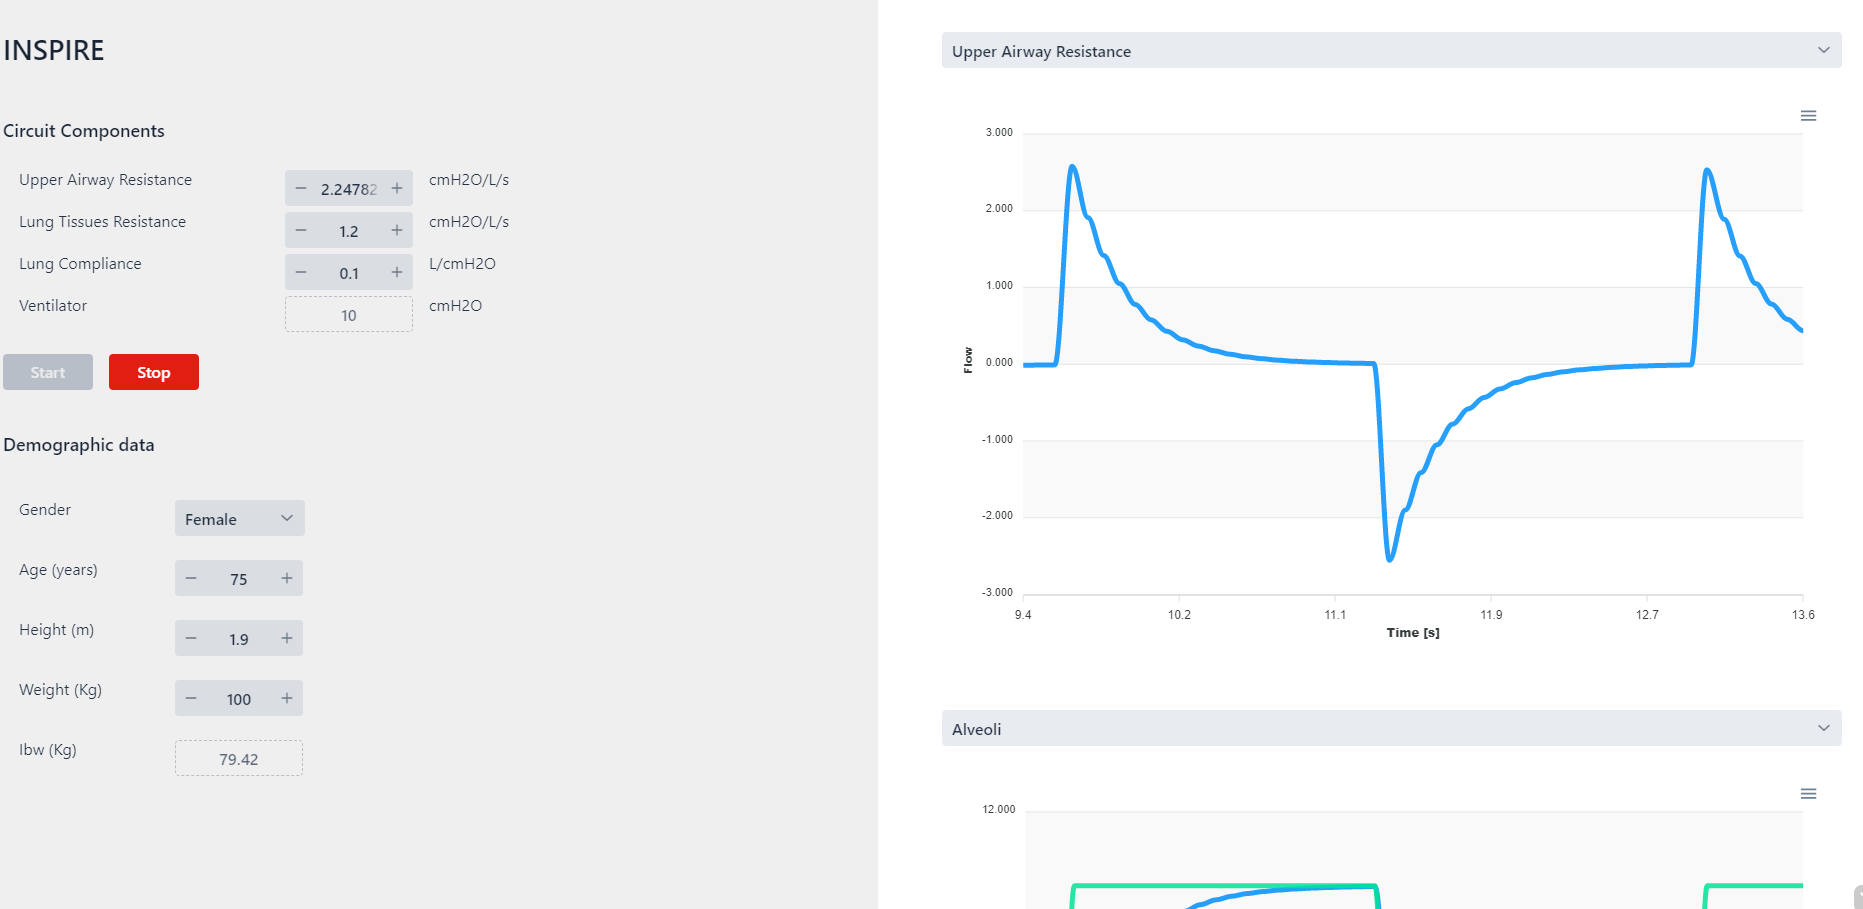 INSPIRE
Circuit Components
Upper Airway Resistance − 2.24782 + cmH2O/L/s
Lung Tissues Resistance − 1.2 + cmH2O/L/s
Lung Compliance − 0.1 + L/cmH2O
Ventilator 10 cmH2O
Start Stop
Demographic data
Gender Female
Age (years) − 75 +
Height (m) − 1.9 +
Weight (Kg) − 100 +
Ibw (Kg) 79.42
Upper Airway Resistance
3.000
2.000
1.000
0.000
-1.000
-2.000
-3.000
Flow
9.4 10.2 11.1 11.9 12.7 13.6
Time [s]
Alveoli
12.000